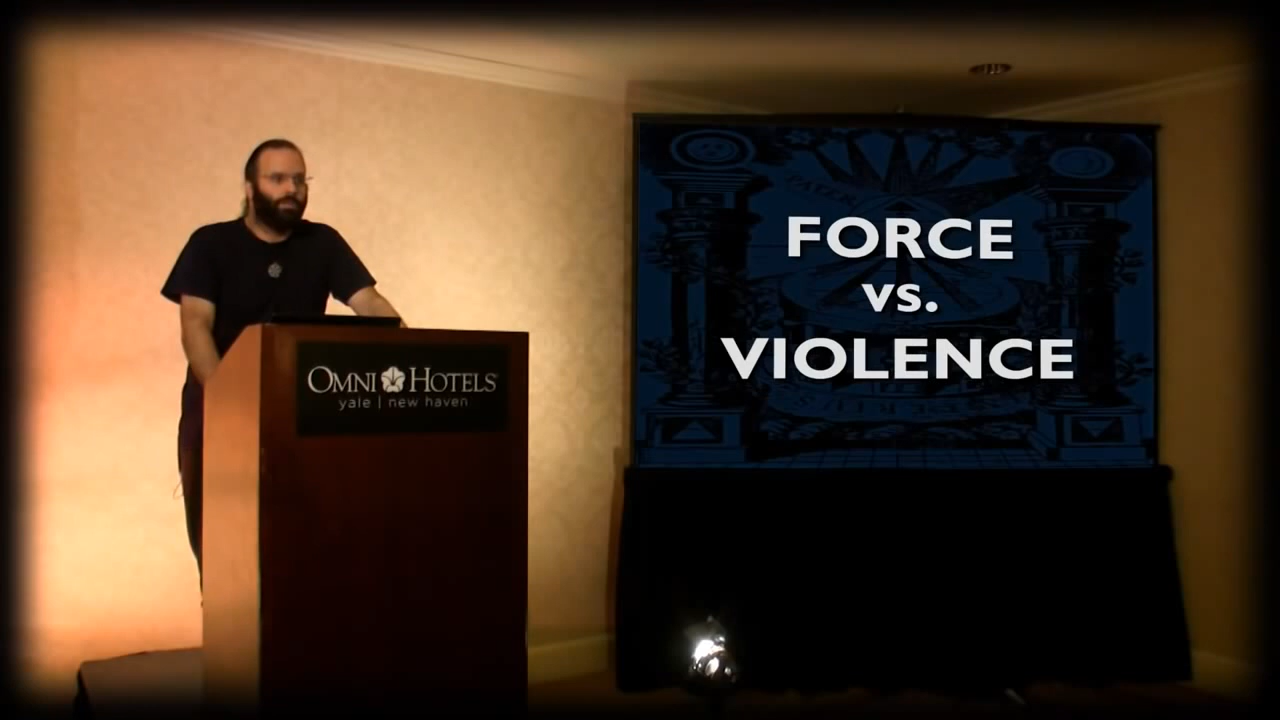 OMNI HOTELS
yale | new haven
FORCE
vs.
VIOLENCE